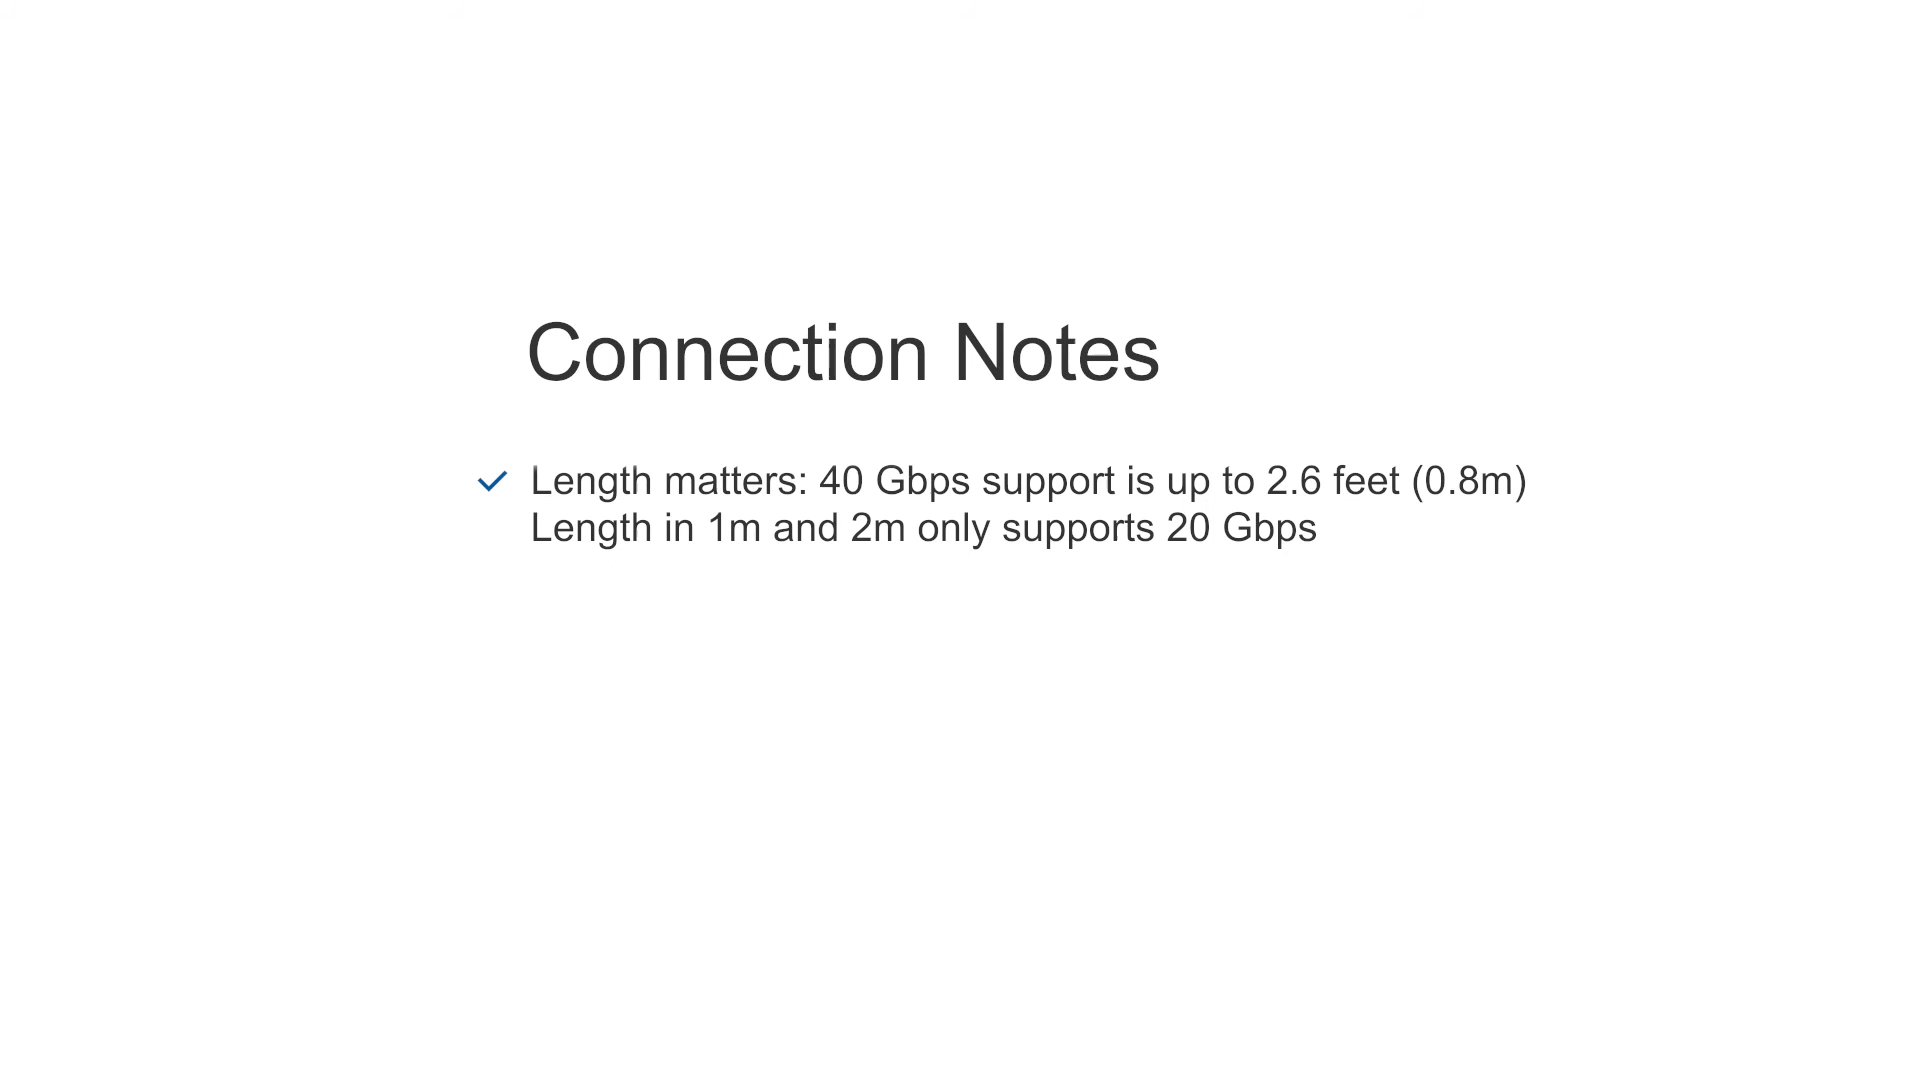 Connection Notes
Length matters: 40 Gbps support is up to 2.6 feet (0.8m)
Length in 1m and 2m only supports 20 Gbps